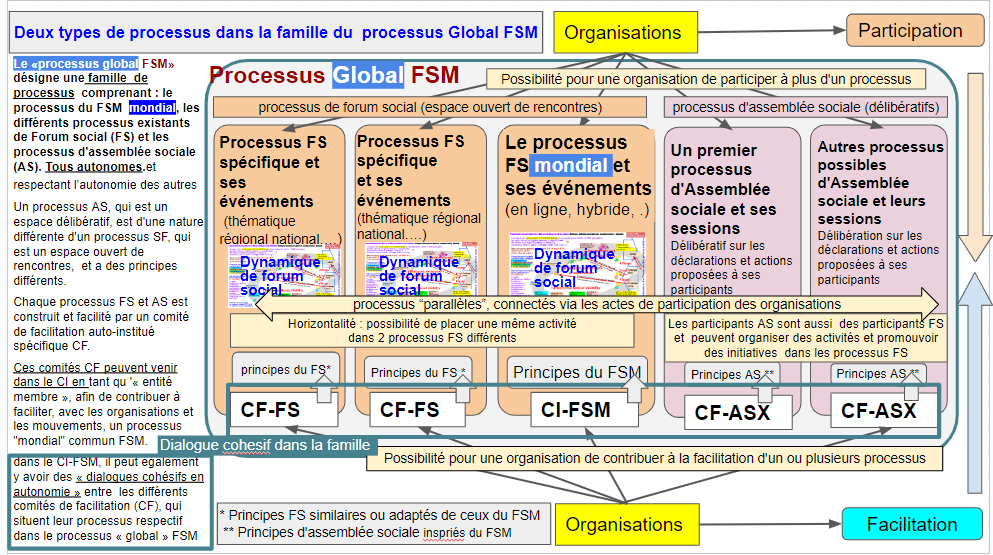 Deux types de processus dans la famille du processus Global FSM
Organisations
Participation
Le «processus global FSM»
désigne une famille de
processus comprenant : le
processus du FSM mondial, les
différents processus existants
de Forum social (FS) et les
processus d'assemblée sociale
(AS). Tous autonomes.et
respectant l'autonomie des autres
Un processus AS, qui est un
espace délibératif, est d'une nature
différente d'un processus SF, qui
est un espace ouvert de
rencontres, et a des principes
différents.
Chaque processus FS et AS est
construit et facilité par un comité
de facilitation auto-institué
spécifique CF.
Ces comités CF peuvent venir
dans le CI en tant qu '« entité
membre », afin de contribuer à
faciliter, avec les organisations et
les mouvements, un processus
"mondial" commun FSM.
dans le CI-FSM, il peut également
y avoir des « dialogues cohésifs en
autonomie » entre les différents
comités de facilitation (CF), qui
situent leur processus respectif
dans le processus « global » FSM
Processus Global FSM
Possibilité pour une organisation de participer à plus d'un processus
processus de forum social (espace ouvert de rencontres)
processus d'assemblée sociale (délibératifs)
Processus FS
spécifique et
ses
événements
(thématique
régional national.…)
Dynamique
de forum
social
Processus FS
spécifique
et ses
événements
(thématique régional
national.…)
Dynamique
de forum
social
Le processus
FS mondial et
ses événements
(en ligne, hybride, .)
Dynamique
de forum
social
Un premier
processus
d'Assemblée
sociale et ses
sessions
Délibératif sur les
déclarations et actions
proposées à ses
participants
Autres processus
possibles
d'Assemblée
sociale et leurs
sessions
Délibération sur les
déclarations et actions
proposées à ses
participants
processus "parallèles", connectés via les actes de participation des organisations
Horizontalité : possibilité de placer une même activité
dans 2 processus FS différents
Les participants AS sont aussi des participants FS
et peuvent organiser des activités et promouvoir
des initiatives dans les processus FS
principes du FS*
Principes du FS *
Principes du FSM
Principes AS **
Principes AS **
CF-FS
CF-FS
CI-FSM
CF-ASX
CF-ASX
Dialogue cohesif dans la famille
Possibilité pour une organisation de contribuer à la facilitation d'un ou plusieurs processus
* Principes FS similaires ou adaptés de ceux du FSM
** Principes d'assemblée sociale inspriés du FSM
Organisations
Facilitation